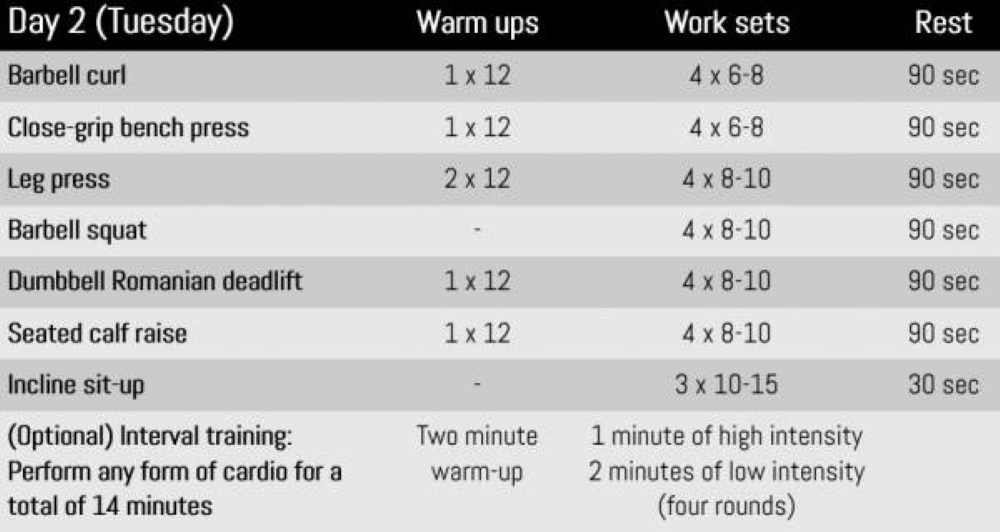 Day 2 (Tuesday) Warm ups Work sets Rest
Barbell curl 1 x 12 4 x 6-8 90 sec
Close-grip bench press 1 x 12 4 x 6-8 90 sec
Leg press 2 x 12 4 x 8-10 90 sec
Barbell squat - 4 x 8-10 90 sec
Dumbbell Romanian deadlift 1 x 12 4 x 8-10 90 sec
Seated calf raise 1 x 12 4 x 8-10 90 sec
Incline sit-up - 3 x 10-15 30 sec
(Optional) Interval training: Two minute 1 minute of high intensity
Perform any form of cardio for a warm-up 2 minutes of low intensity
total of 14 minutes (four rounds)